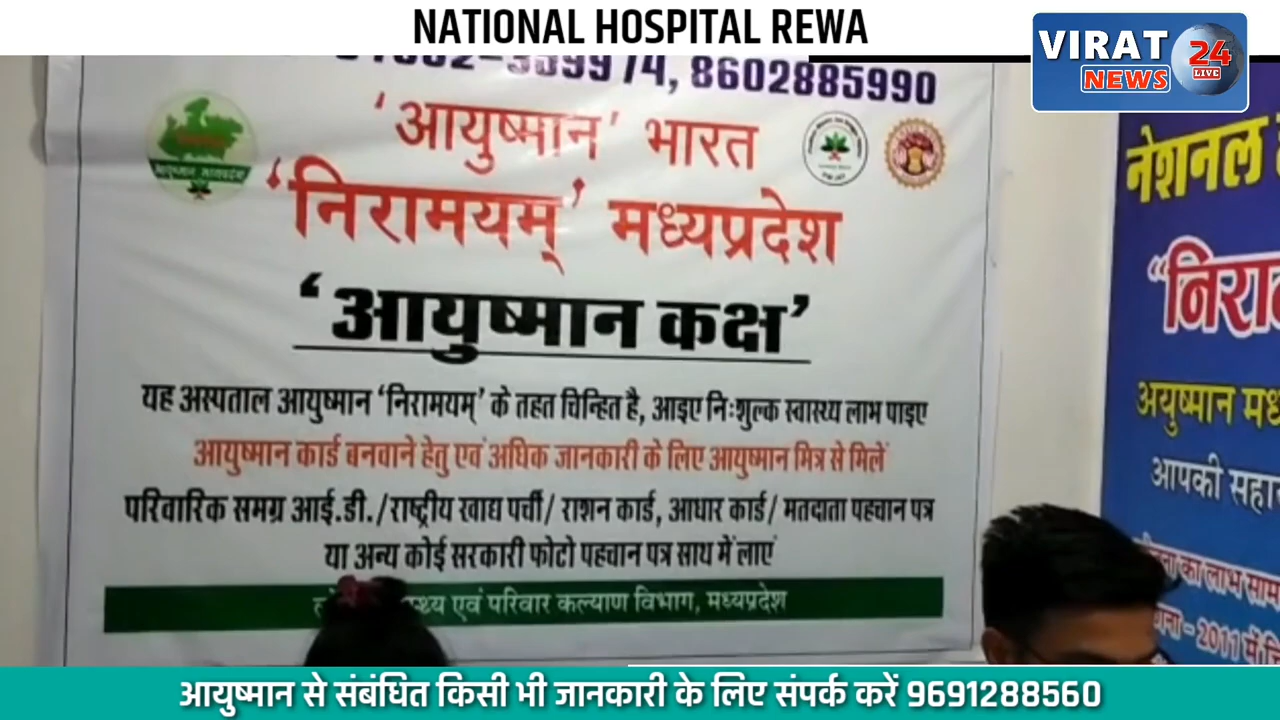 NATIONAL HOSPITAL REWA
VIRAT
NEWS
24
LIVE
8602885990
'आयुष्मान' भारत
'निरामयम्' मध्यप्रदेश
'आयुष्मान कक्ष'
यह अस्पताल आयुष्मान 'निरामयम्' के तहत चिन्हित है, आइए निःशुल्क स्वास्थ्य लाभ पाइए
आयुष्मान कार्ड बनवाने हेतु एवं अधिक जानकारी के लिए आयुष्मान मित्र से मिलें
परिवारिक समग्र आई.डी./राष्ट्रीय खाद्य पर्ची/ राशन कार्ड, आधार कार्ड/ मतदाता पहचान पत्र
या अन्य कोई सरकारी फोटो पहचान पत्र साथ में लाएं
एवं परिवार कल्याण विभाग, मध्यप्रदेश
नेशनल
"निरा
अयुष्मान मध
आपकी सहा
का लाभ
2011 में
आयुष्मान से संबंधित किसी भी जानकारी के लिए संपर्क करें 9691288560